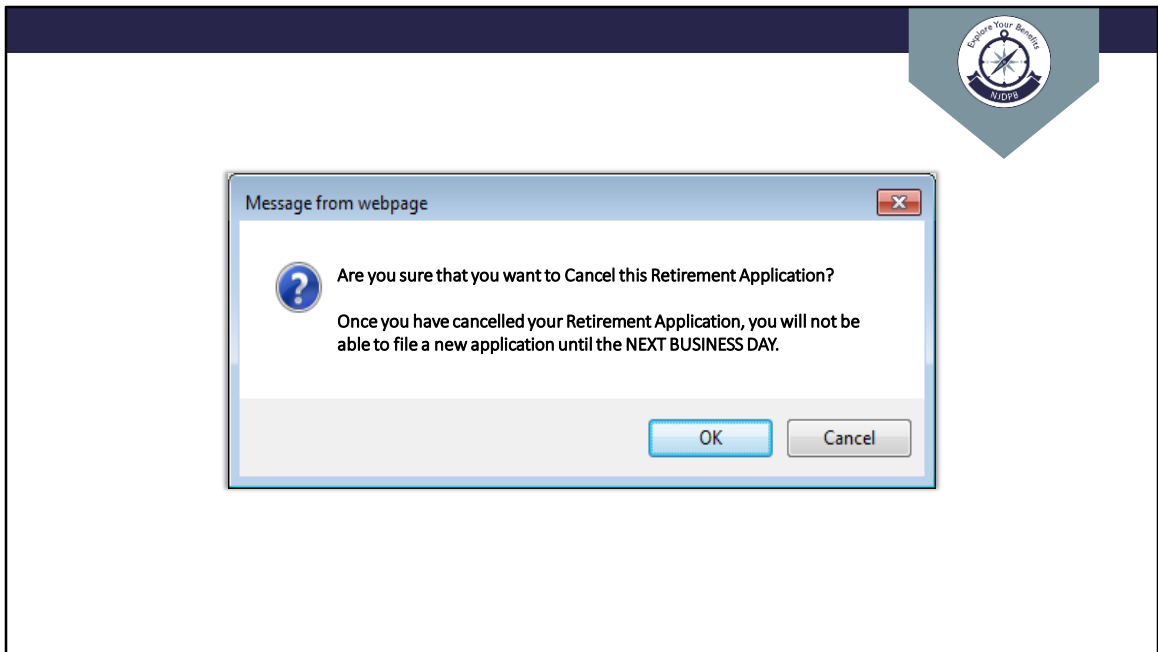 Explore Your Benefits
NJDPB
Message from webpage
Are you sure that you want to Cancel this Retirement Application?
Once you have cancelled your Retirement Application, you will not be
able to file a new application until the NEXT BUSINESS DAY.
OK
Cancel